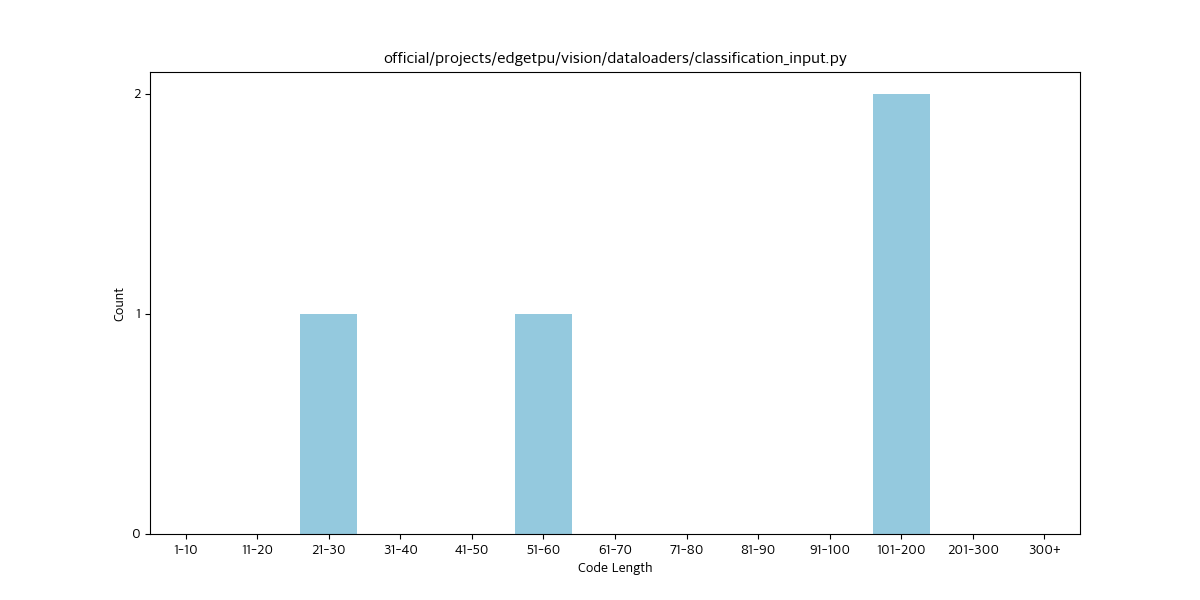 official/projects/edgetpu/vision/dataloaders/classification_input.py
2
1
0
Count
1-10 11-20 21-30 31-40 41-50 51-60 61-70 71-80 81-90 91-100 101-200 201-300 300+
Code Length